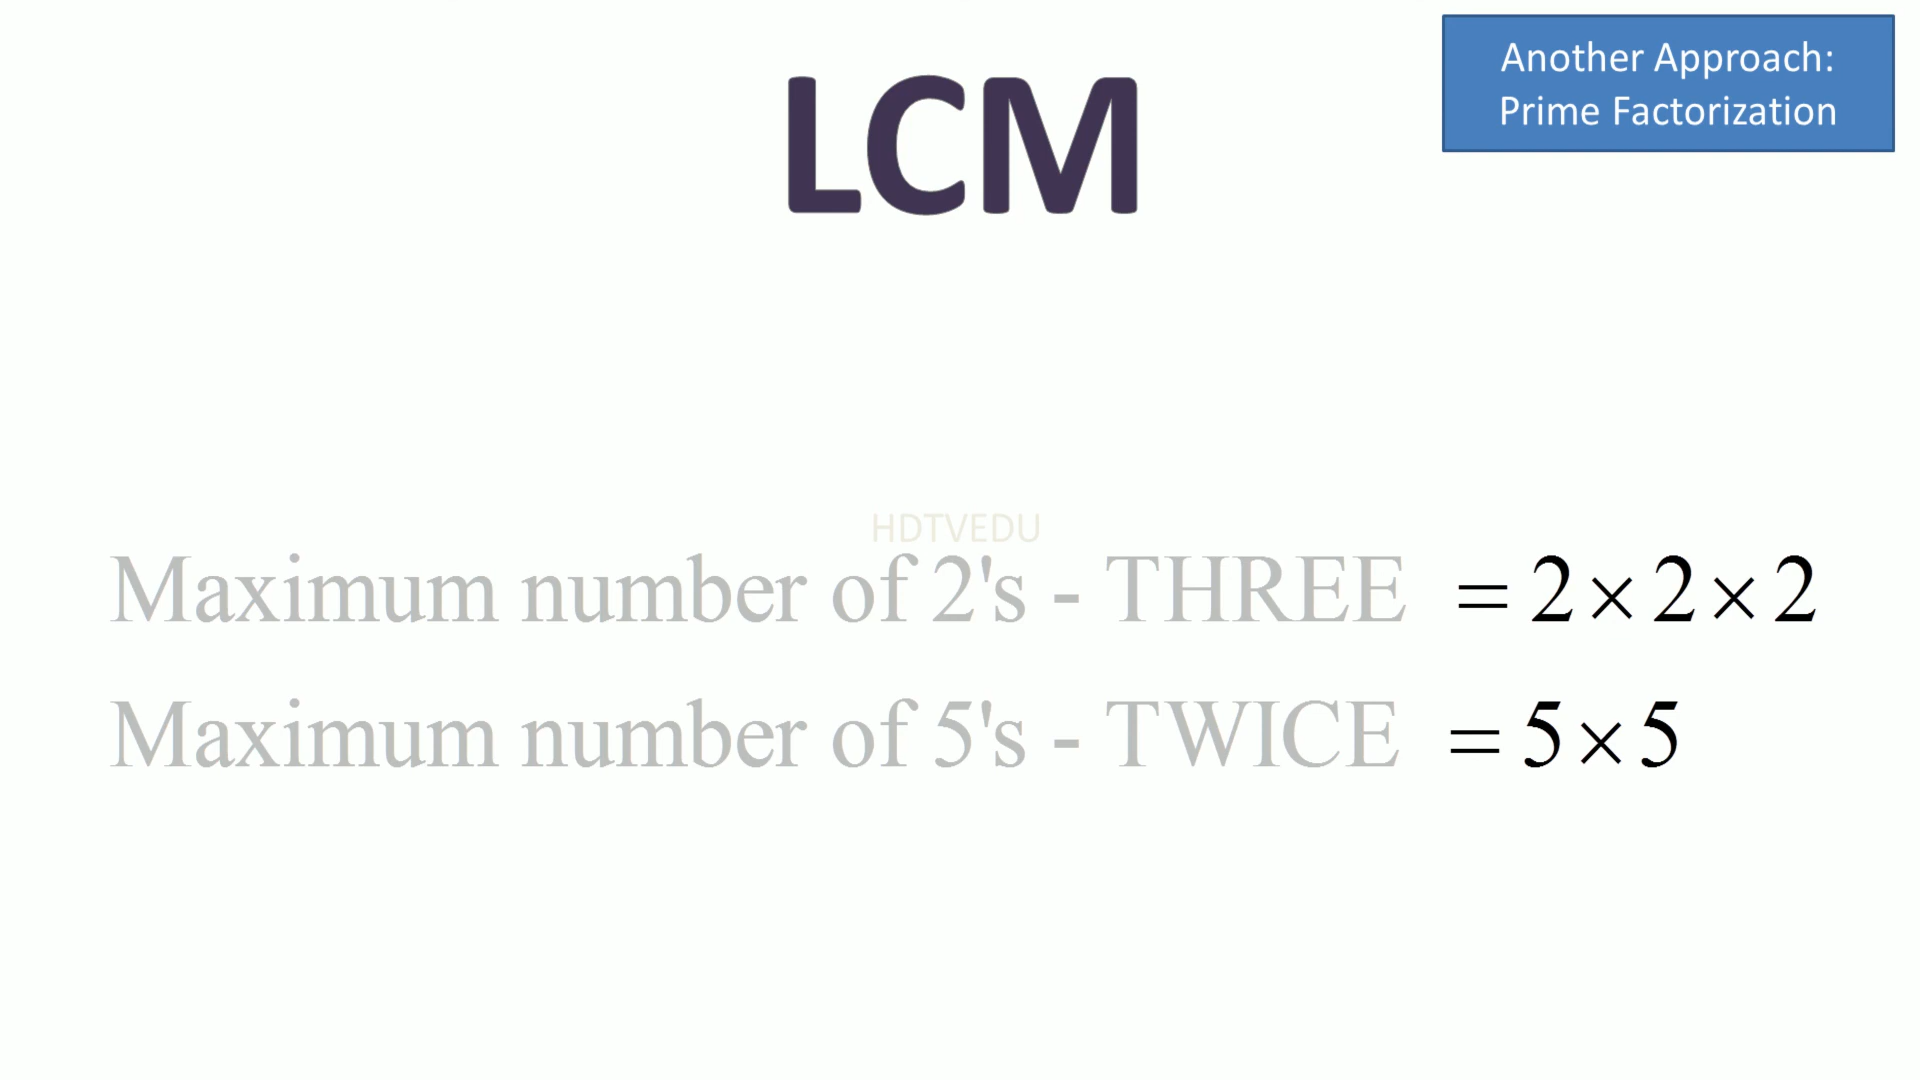 Another Approach:
Prime Factorization
LCM
HDTVEDU
Maximum number of 2's - THREE = 2 × 2 × 2
Maximum number of 5's - TWICE = 5 × 5